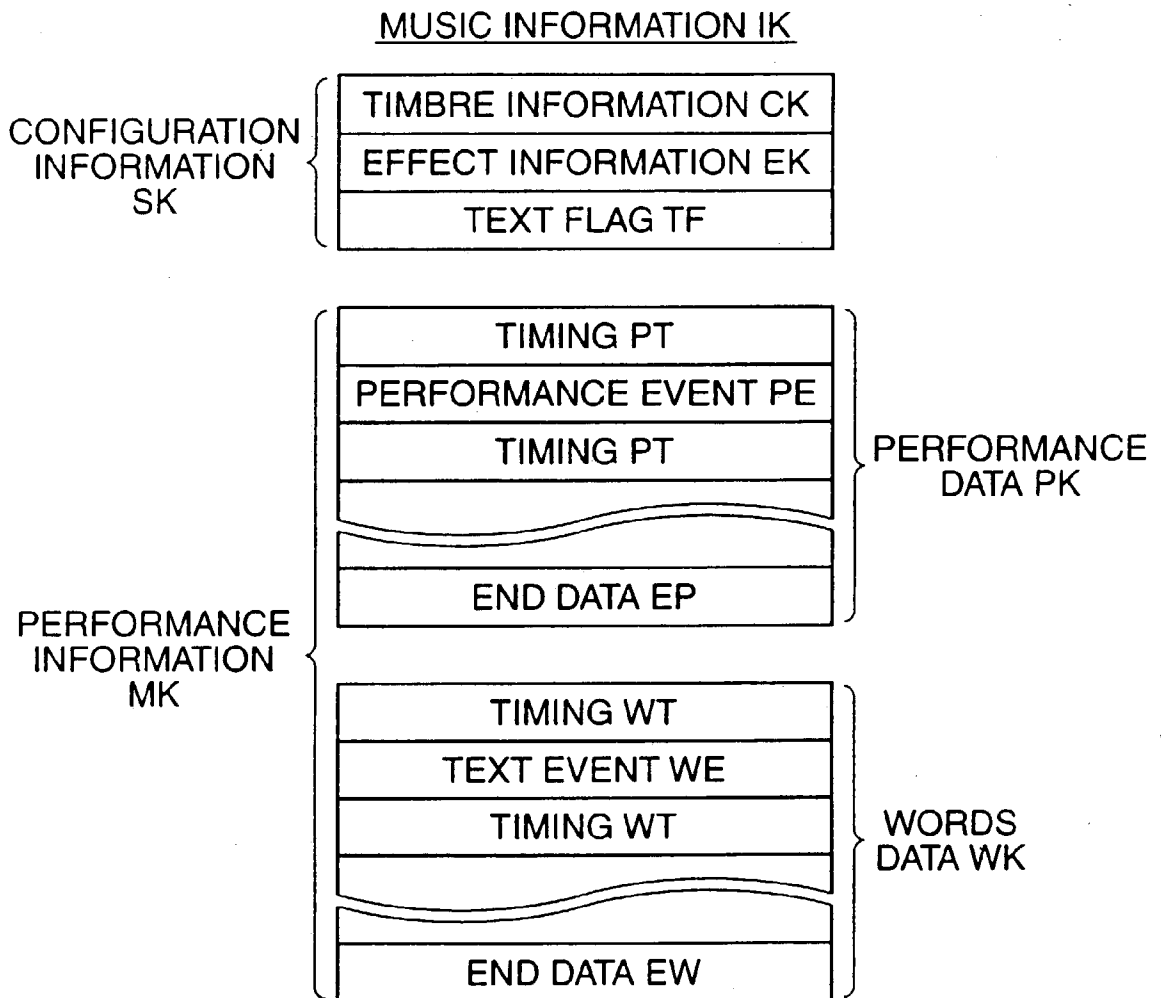 MUSIC INFORMATION IK
CONFIGURATION
INFORMATION
SK
TIMBRE INFORMATION CK
EFFECT INFORMATION EK
TEXT FLAG TF
PERFORMANCE
INFORMATION
MK
TIMING PT
PERFORMANCE EVENT PE
TIMING PT
END DATA EP
PERFORMANCE
DATA PK
TIMING WT
TEXT EVENT WE
TIMING WT
END DATA EW
WORDS
DATA WK